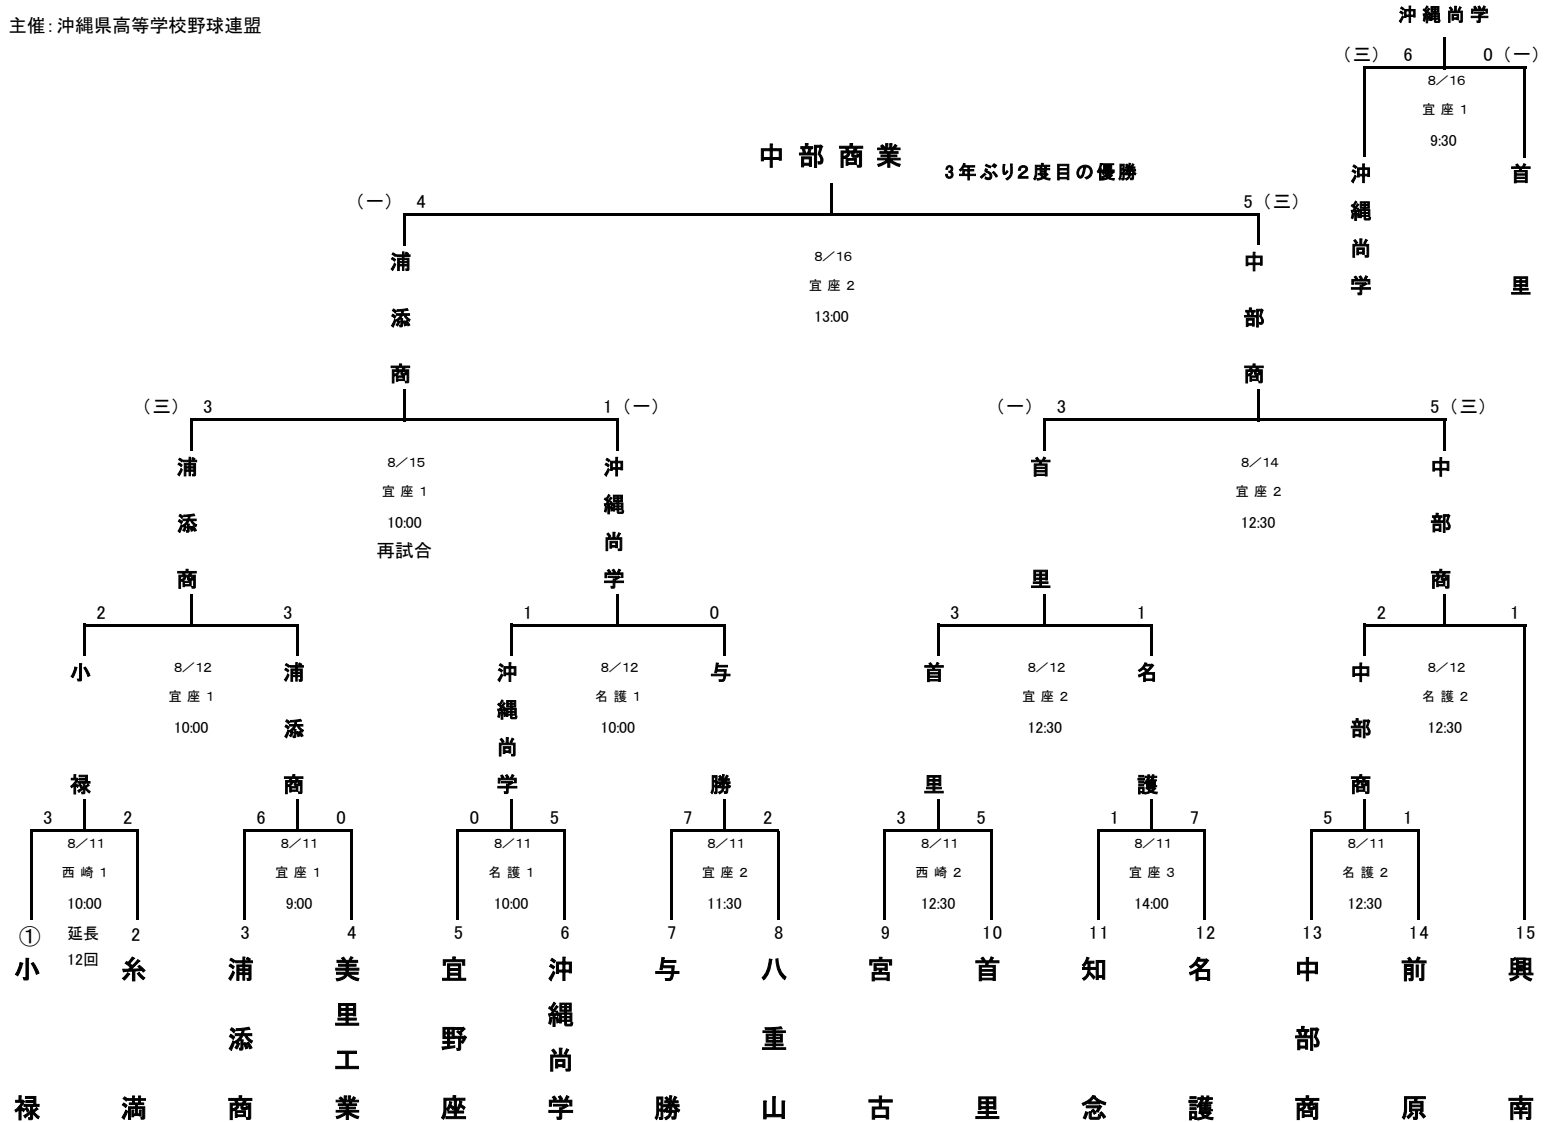 主催：沖縄県高等学校野球連盟
沖縄尚学
（三） 6 0 （一）
8／16
宜座1
9:30
沖縄尚学
首里
中部商業
3年ぶり2度目の優勝
（一） 4 5 （三）
8／16
宜座2
13:00
浦添商
中部商
（三） 3 1 （一）
8／15
宜座1
10:00
再試合
浦添商
沖縄尚学
（一） 3 5 （三）
8／14
宜座2
12:30
首里
中部商
2 3
8／12
宜座1
10:00
小禄
浦添商
1 0
8／12
名護1
10:00
沖縄尚学
与勝
3 1
8／12
宜座2
12:30
首里
名護
2 1
8／12
名護2
12:30
中部商
3 2
8／11
西崎1
10:00
延長
12回
6 0
8／11
宜座1
9:00
0 5
8／11
名護1
10:00
7 2
8／11
宜座2
11:30
3 5
8／11
西崎2
12:30
1 7
8／11
宜座3
14:00
5 1
8／11
名護2
12:30
① 2 3 4 5 6 7 8 9 10 11 12 13 14 15
小禄
糸満
浦添商
美里工業
宜野座
沖縄尚学
与勝
八重山
宮古
首里
知念
名護
中部商
前原
興南